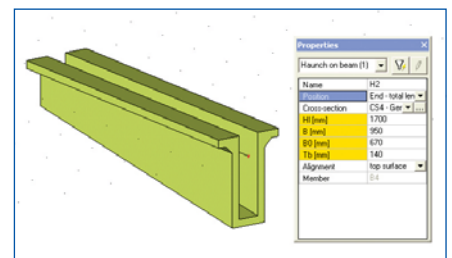 Properties
Haunch on beam (1)
Name H2
Position End - total len
Cross-section CS4 - Ger ...
HI [mm] 1700
B [mm] 950
B0 [mm] 670
Tb [mm] 140
Alignment top surface
Member B4